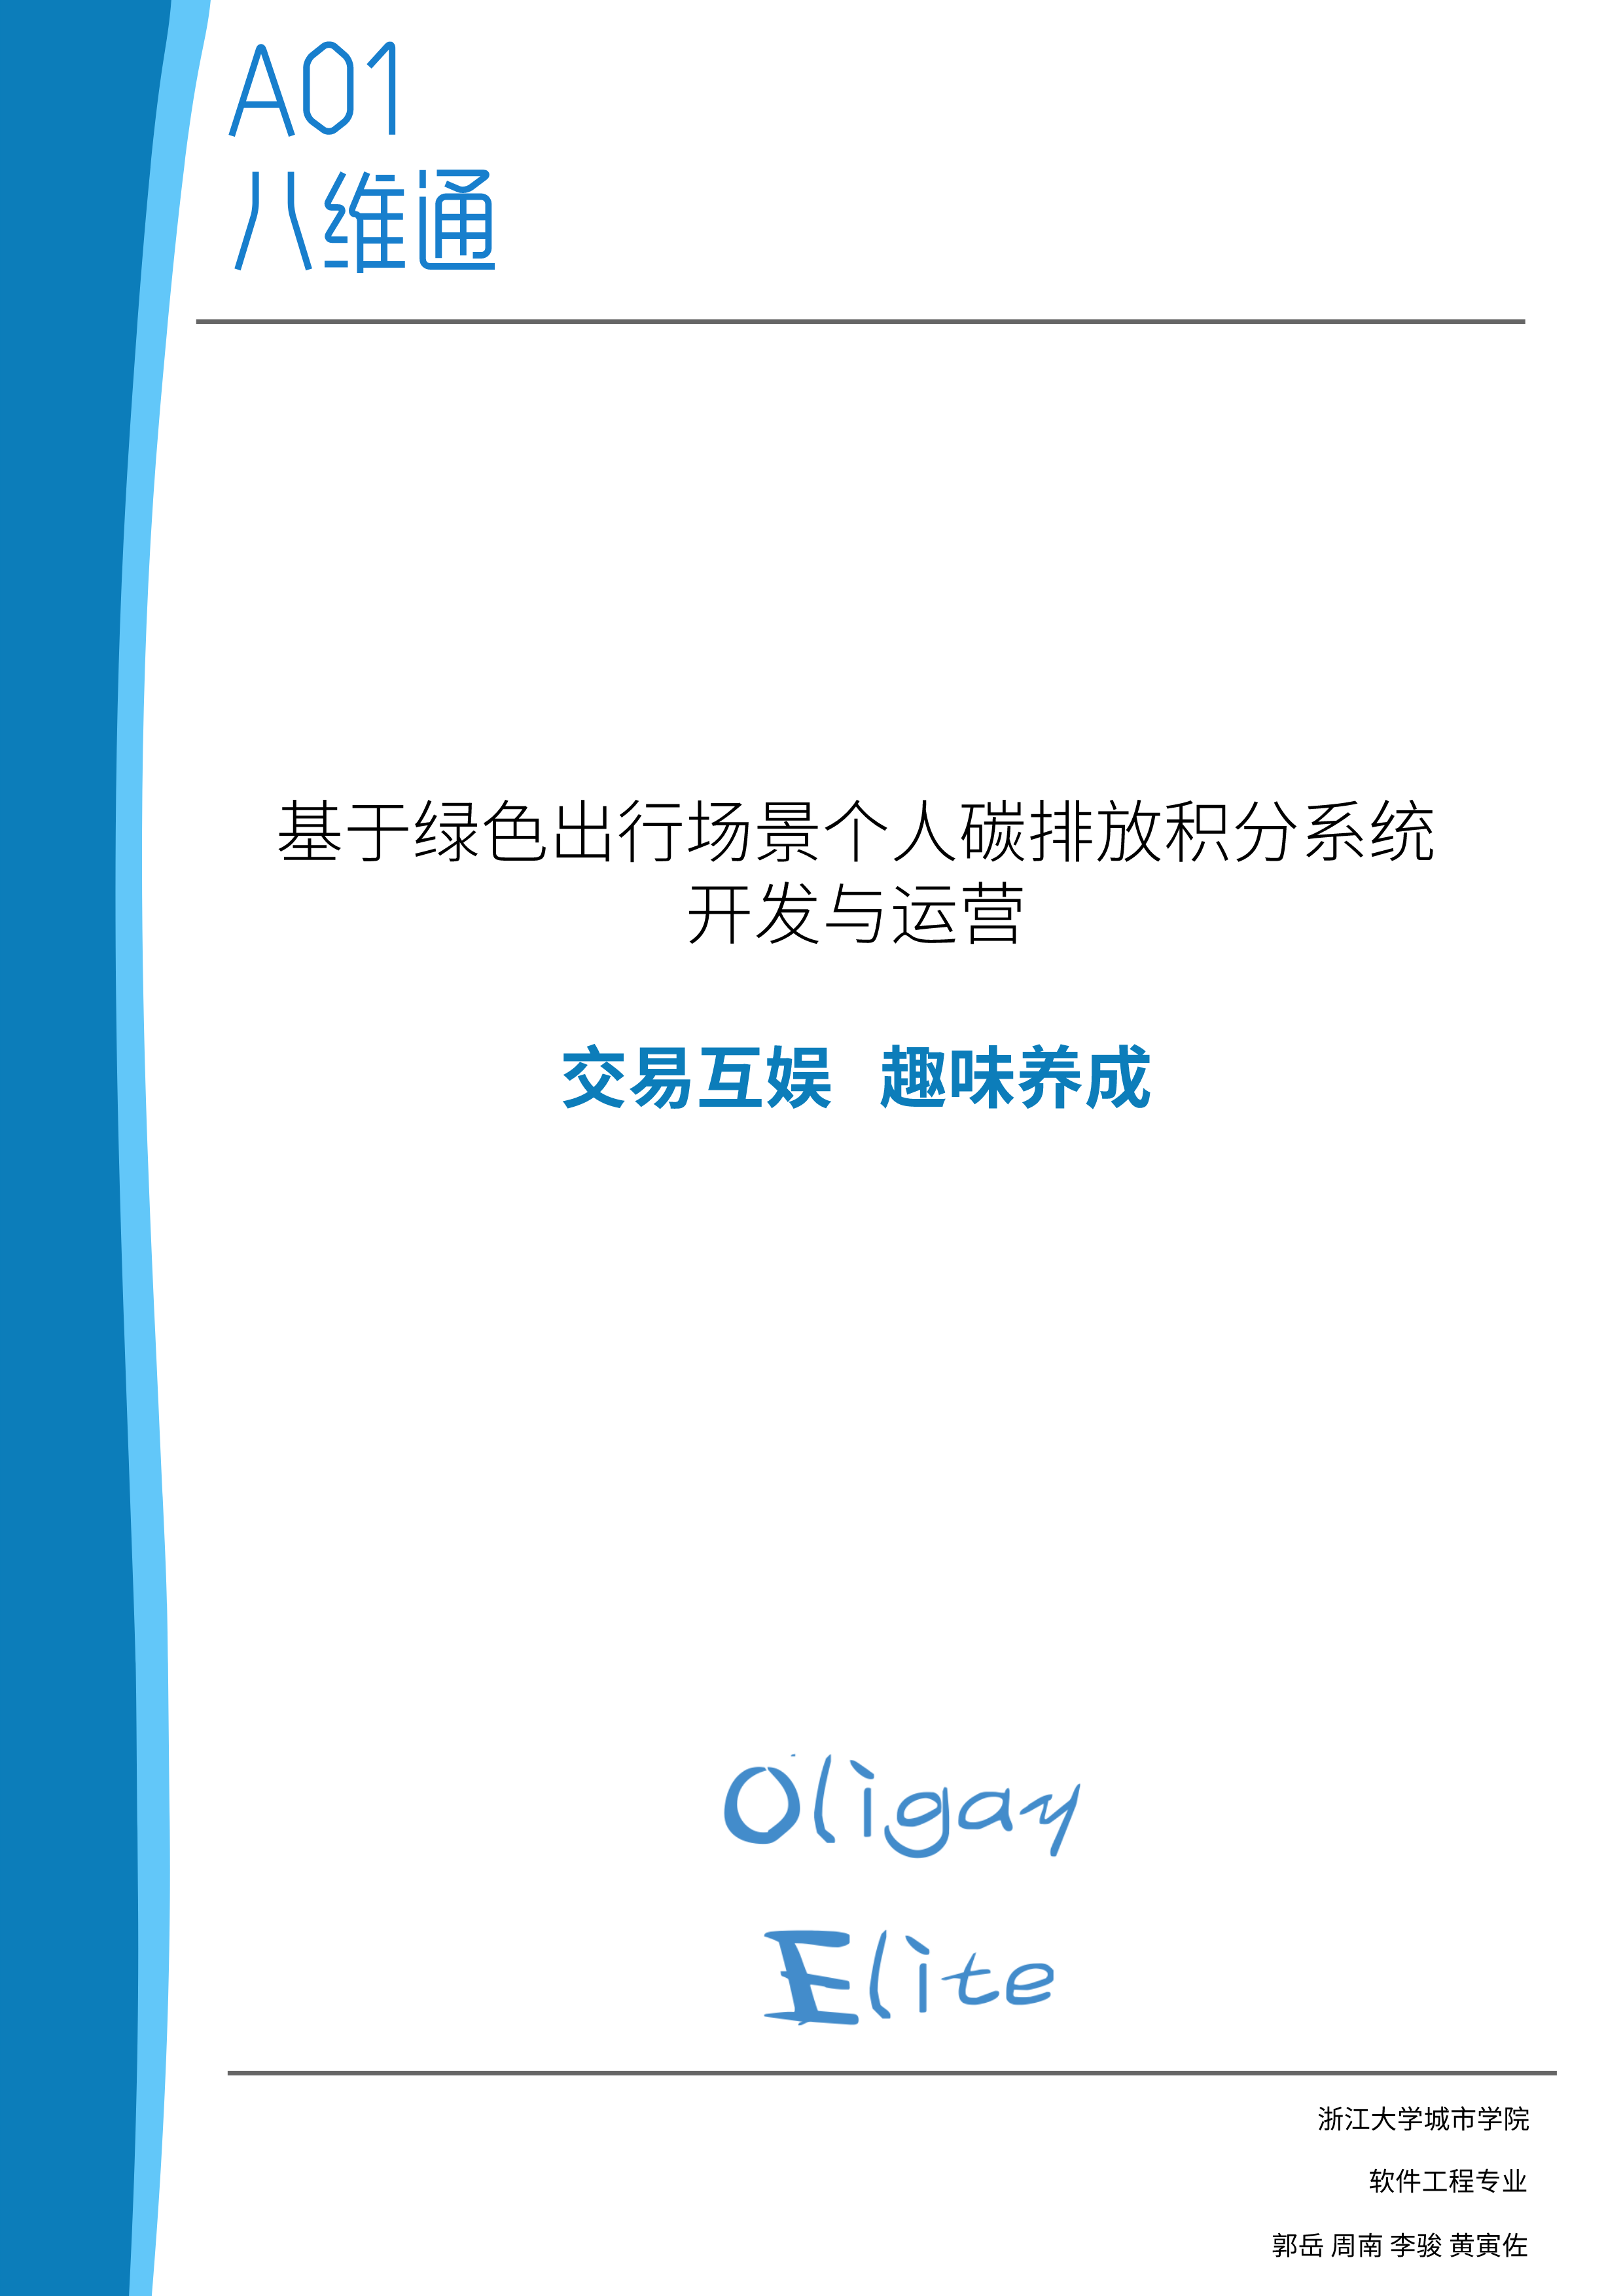 A01
八维通
基于绿色出行场景个人碳排放积分系统
开发与运营
交易互娱 趣味养成
Oligay
Elite
浙江大学城市学院
软件工程专业
郭岳 周南 李骏 黄寅佐